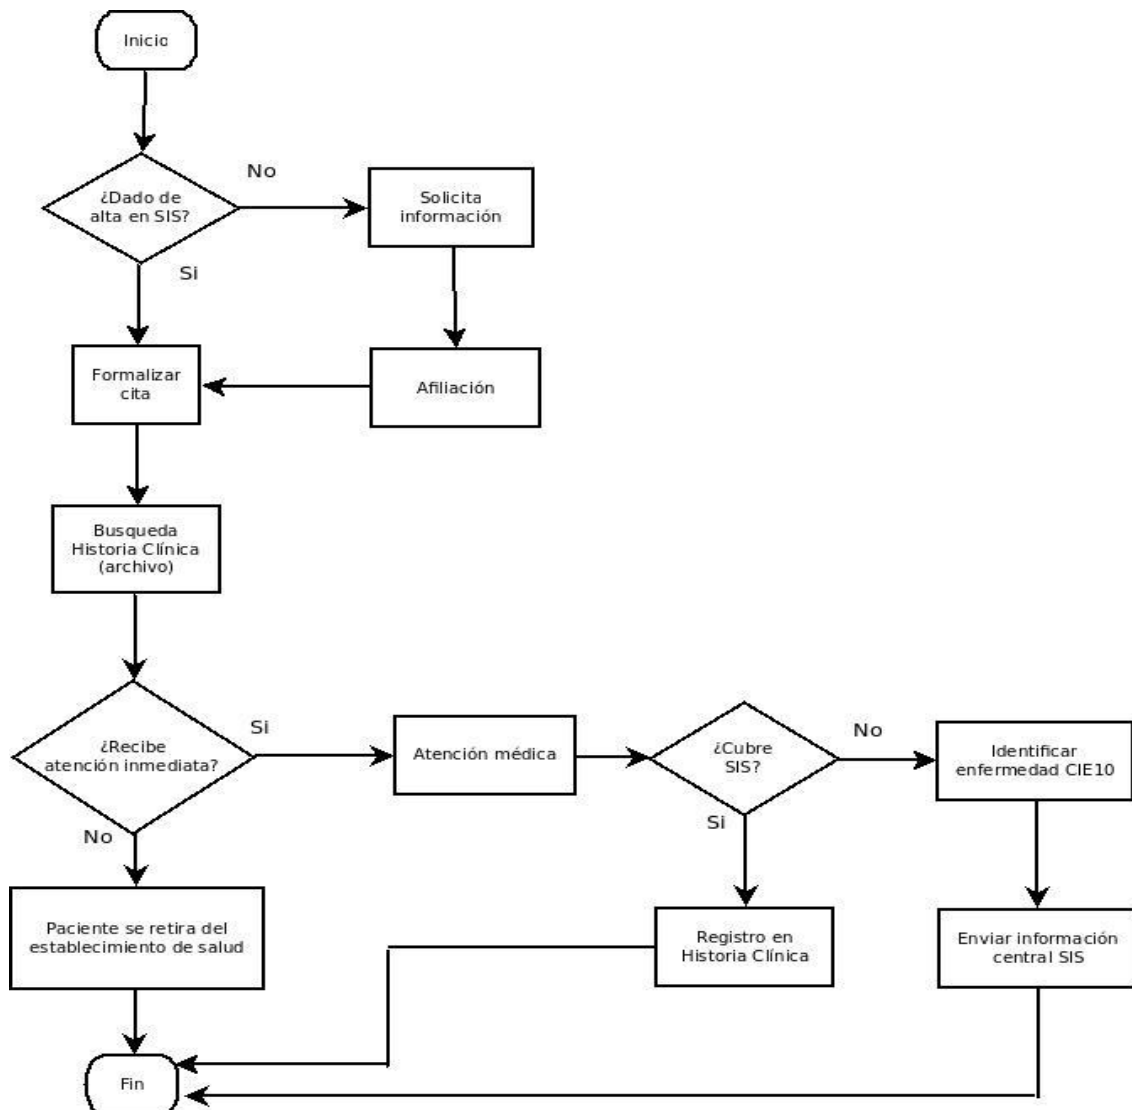 Inicio
¿Dado de
alta en SIS?
No
Solicita
información
Si
Formalizar
cita
Afiliación
Busqueda
Historia Clínica
(archivo)
¿Recibe
atención inmediata?
Si
Atención médica
¿Cubre
SIS?
No
Identificar
enfermedad CIE10
No
Si
Paciente se retira del
establecimiento de salud
Registro en
Historia Clínica
Enviar información
central SIS
Fin